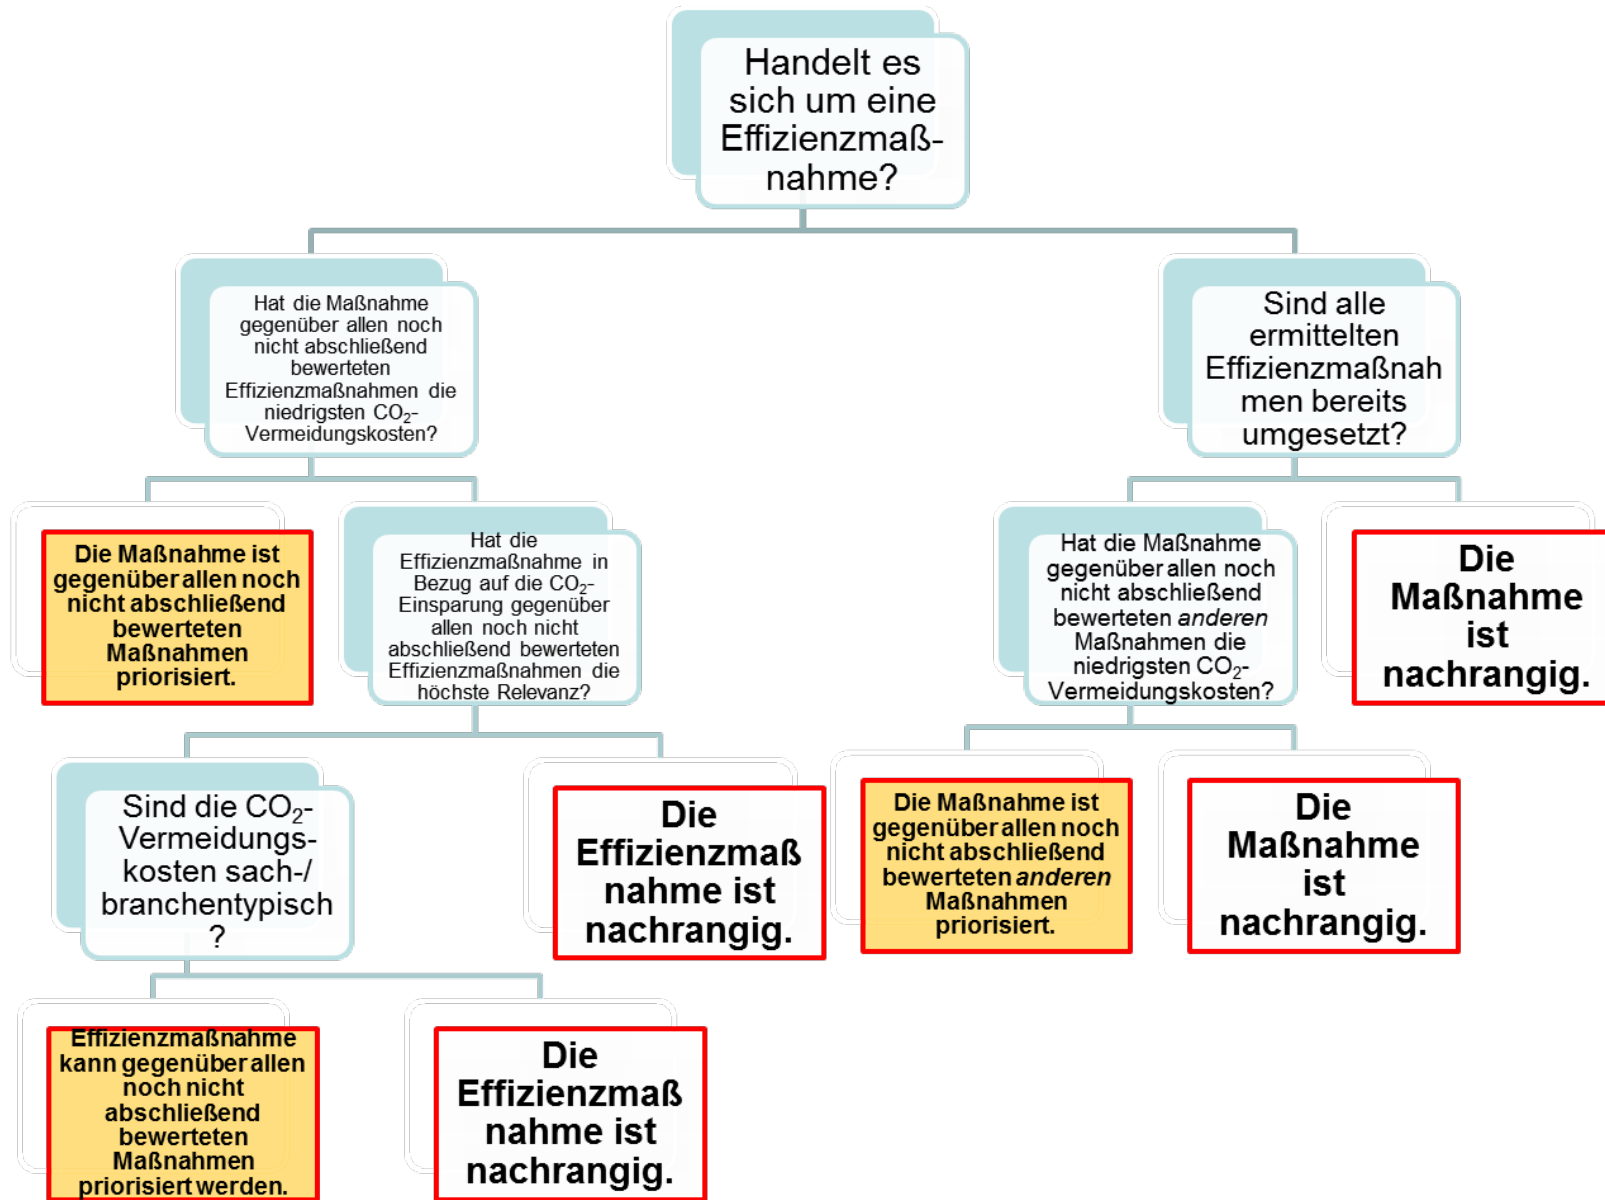 Handelt es
sich um eine
Effizienzmaß-
nahme?
Hat die Maßnahme
gegenüber allen noch
nicht abschließend
bewerteten
Effizienzmaßnahmen die
niedrigsten CO₂-
Vermeidungskosten?
Sind alle
ermittelten
Effizienzmaßnah
men bereits
umgesetzt?
Die Maßnahme ist
gegenüber allen noch
nicht abschließend
bewerteten
Maßnahmen
priorisiert.
Hat die
Effizienzmaßnahme in
Bezug auf die CO₂-
Einsparung gegenüber
allen noch nicht
abschließend bewerteten
Effizienzmaßnahmen die
höchste Relevanz?
Hat die Maßnahme
gegenüber allen noch
nicht abschließend
bewerteten anderen
Maßnahmen die
niedrigsten CO₂-
Vermeidungskosten?
Die
Maßnahme
ist
nachrangig.
Sind die CO₂-
Vermeidungs-
kosten sach-/
branchentypisch
?
Die
Effizienzmaß
nahme ist
nachrangig.
Die Maßnahme ist
gegenüber allen noch
nicht abschließend
bewerteten anderen
Maßnahmen
priorisiert.
Die
Maßnahme
ist
nachrangig.
Effizienzmaßnahme
kann gegenüber allen
noch nicht
abschließend
bewerteten
Maßnahmen
priorisiert werden.
Die
Effizienzmaß
nahme ist
nachrangig.